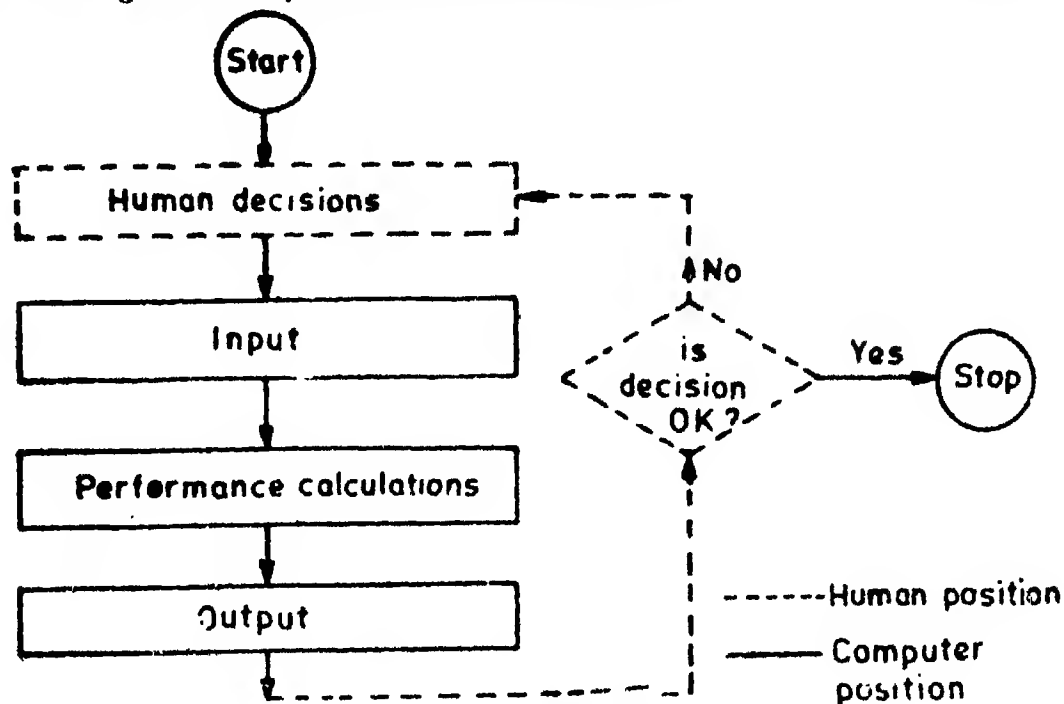 Start
Human decisions
Input
Performance calculations
Output
No
is
decision
OK?
Yes
Stop
Human position
Computer
position